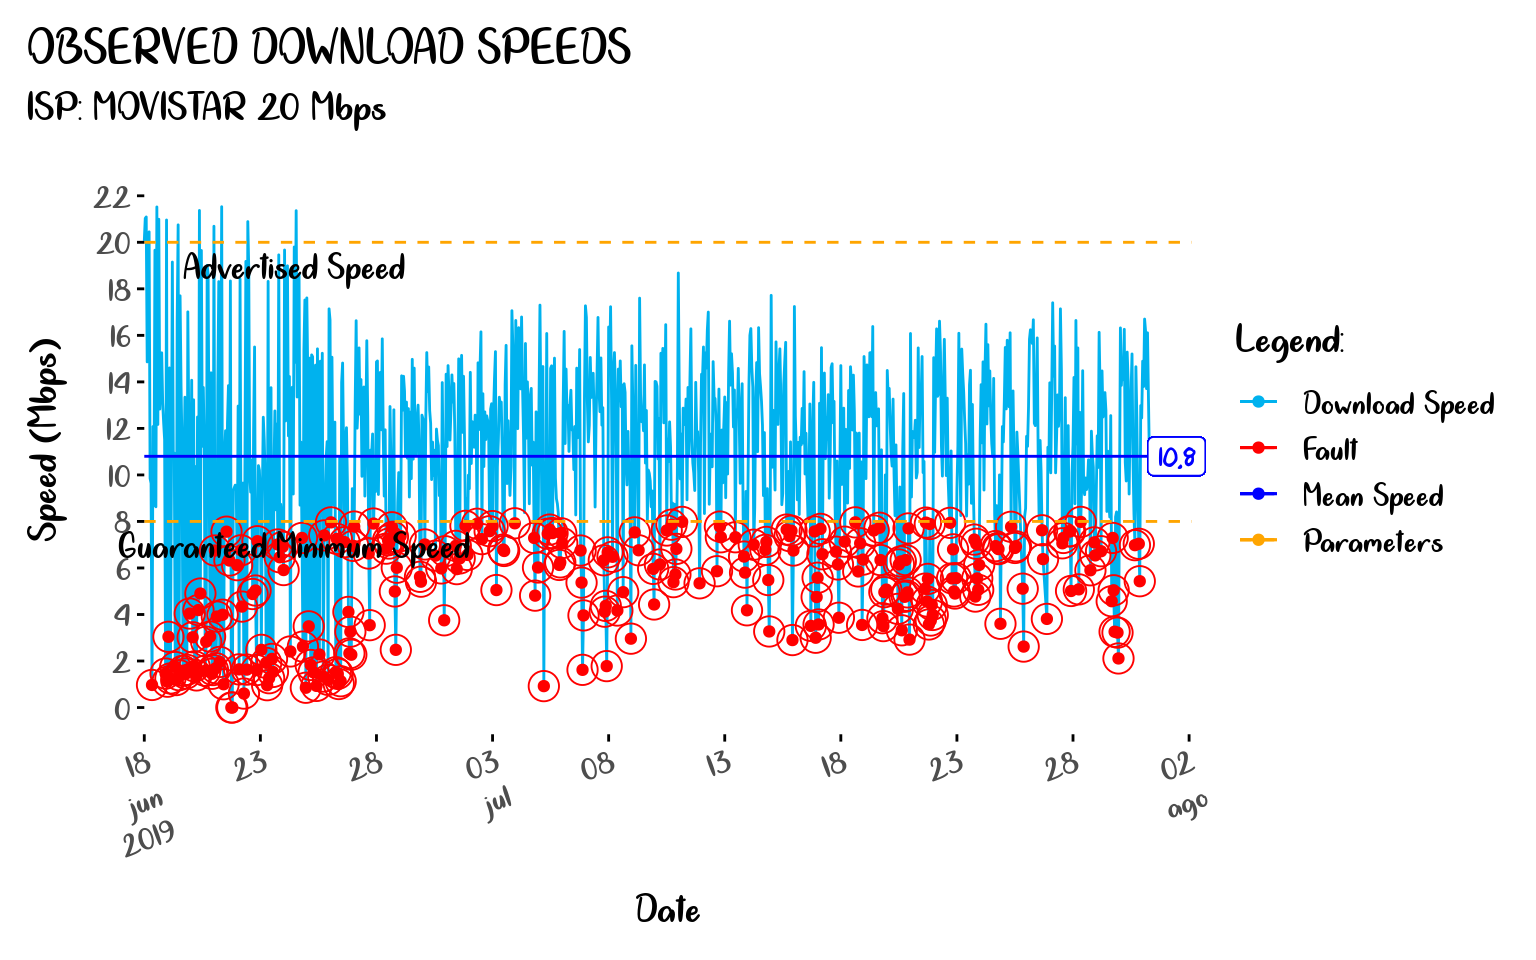 OBSERVED DOWNLOAD SPEEDS
ISP: MOVISTAR 20 Mbps
Speed (Mbps)
22
20
18
16
14
12
10
8
6
4
2
0
Advertised Speed
Guaranteed Minimum Speed
10.8
18
jun
2019
23
28
03
jul
08
13
18
23
28
02
ago
Date
Legend:
Download Speed
Fault
Mean Speed
Parameters